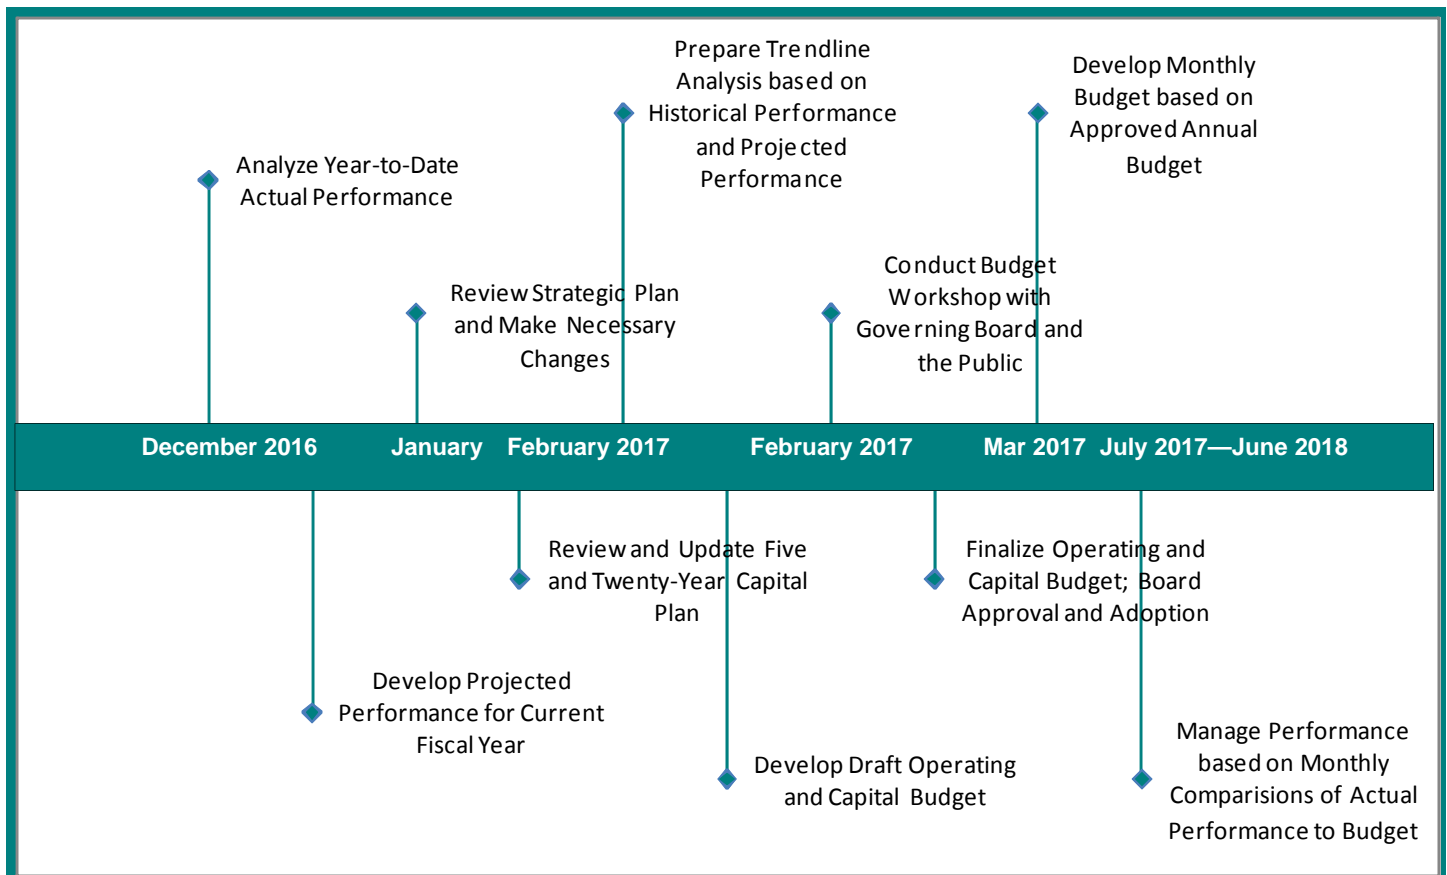 Prepare Trendline
Analysis based on
Historical Performance
and Projected
Performance
Develop Monthly
Budget based on
Approved Annual
Budget
Analyze Year-to-Date
Actual Performance
Review Strategic Plan
and Make Necessary
Changes
Conduct Budget
Workshop with
Governing Board and
the Public
December 2016 January February 2017 February 2017 Mar 2017 July 2017—June 2018
Review and Update Five
and Twenty-Year Capital
Plan
Finalize Operating and
Capital Budget; Board
Approval and Adoption
Develop Projected
Performance for Current
Fiscal Year
Develop Draft Operating
and Capital Budget
Manage Performance
based on Monthly
Comparisions of Actual
Performance to Budget